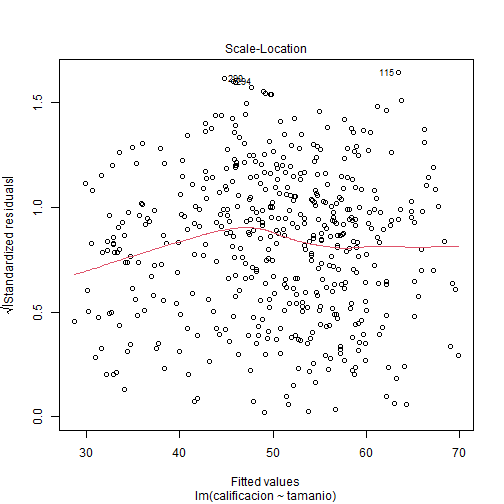 Scale-Location
√|Standardized residuals|
1.5
1.0
0.5
0.0
115
294
30 40 50 60 70
Fitted values
lm(calificacion ~ tamanio)